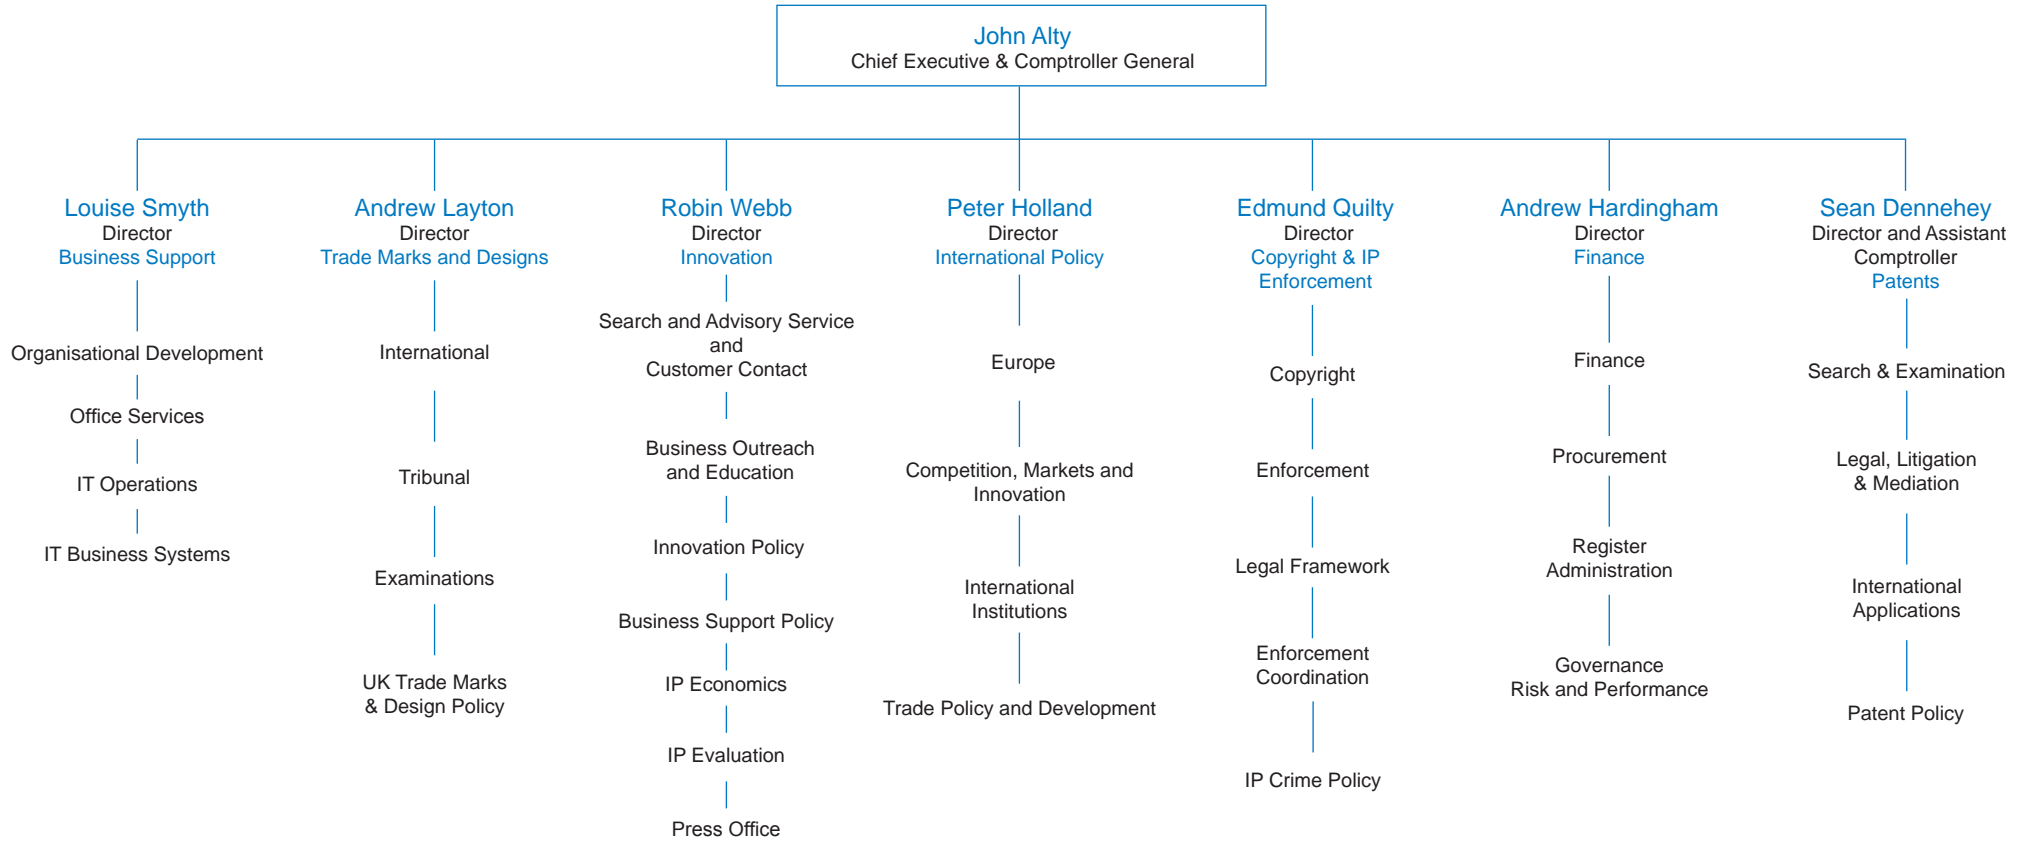 John Alty
Chief Executive & Comptroller General
Louise Smyth
Director
Business Support
Organisational Development
Office Services
IT Operations
IT Business Systems
Andrew Layton
Director
Trade Marks and Designs
International
Tribunal
Examinations
UK Trade Marks
& Design Policy
Robin Webb
Director
Innovation
Search and Advisory Service
and
Customer Contact
Business Outreach
and Education
Innovation Policy
Business Support Policy
IP Economics
IP Evaluation
Press Office
Peter Holland
Director
International Policy
Europe
Competition, Markets and
Innovation
International
Institutions
Trade Policy and Development
Edmund Quilty
Director
Copyright & IP
Enforcement
Copyright
Enforcement
Legal Framework
Enforcement
Coordination
IP Crime Policy
Andrew Hardingham
Director
Finance
Finance
Procurement
Register
Administration
Governance
Risk and Performance
Sean Dennehey
Director and Assistant
Comptroller
Patents
Search & Examination
Legal, Litigation
& Mediation
International
Applications
Patent Policy